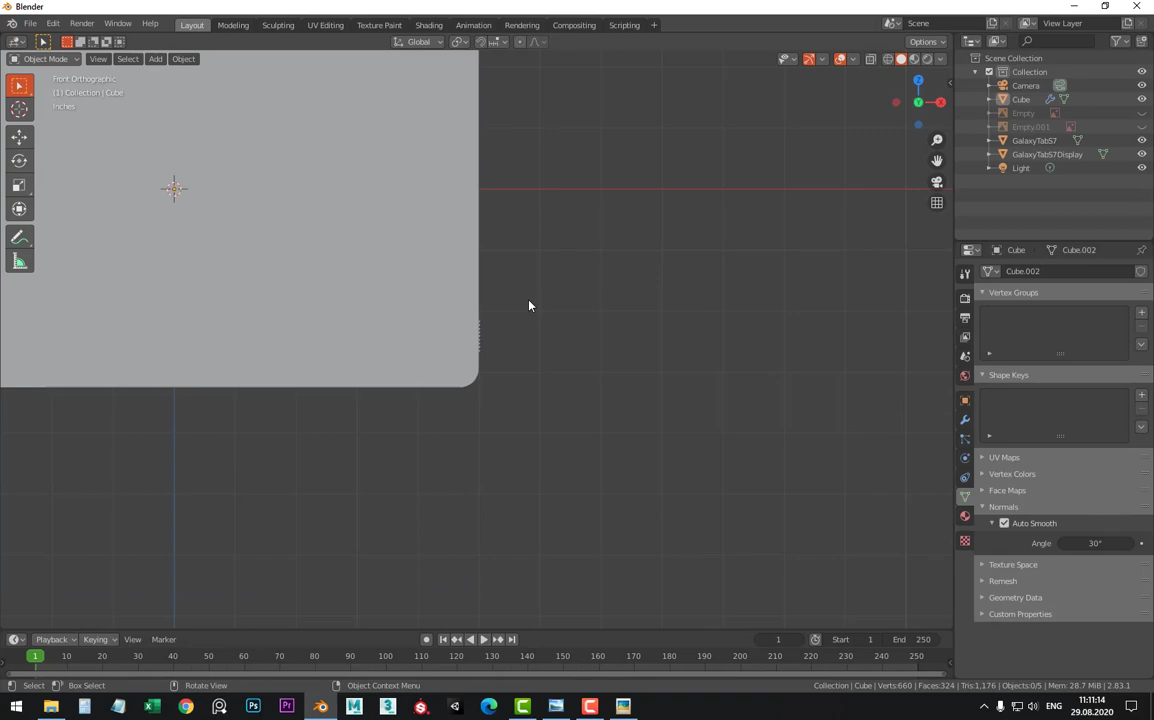 Blender
File Edit Render Window Help Layout Modeling Sculpting UV Editing Texture Paint Shading Animation Rendering Compositing Scripting + Scene View Layer
Global Options
Object Mode View Select Add Object
Front Orthographic
(1) Collection | Cube
Inches
Z
Y
X
Scene Collection
Collection
Camera
Cube
Empty
Empty.001
GalaxyTabS7
GalaxyTabS7Display
Light
Cube Cube.002
Cube.002
Vertex Groups
Shape Keys
UV Maps
Vertex Colors
Face Maps
Normals
Auto Smooth
Angle 30°
Texture Space
Remesh
Geometry Data
Custom Properties
Playback Keying View Marker 1 Start 1 End 250
1 10 20 30 40 50 60 70 80 90 100 110 120 130 140 150 160 170 180 190 200 210 220 230 240 250
Select Box Select Rotate View Object Context Menu Collection | Cube | Verts:660 | Faces:324 | Tris:1,176 | Objects:0/5 | Mem: 28.7 MiB | 2.83.1
Ps Pr ENG 11:11:14
29.08.2020